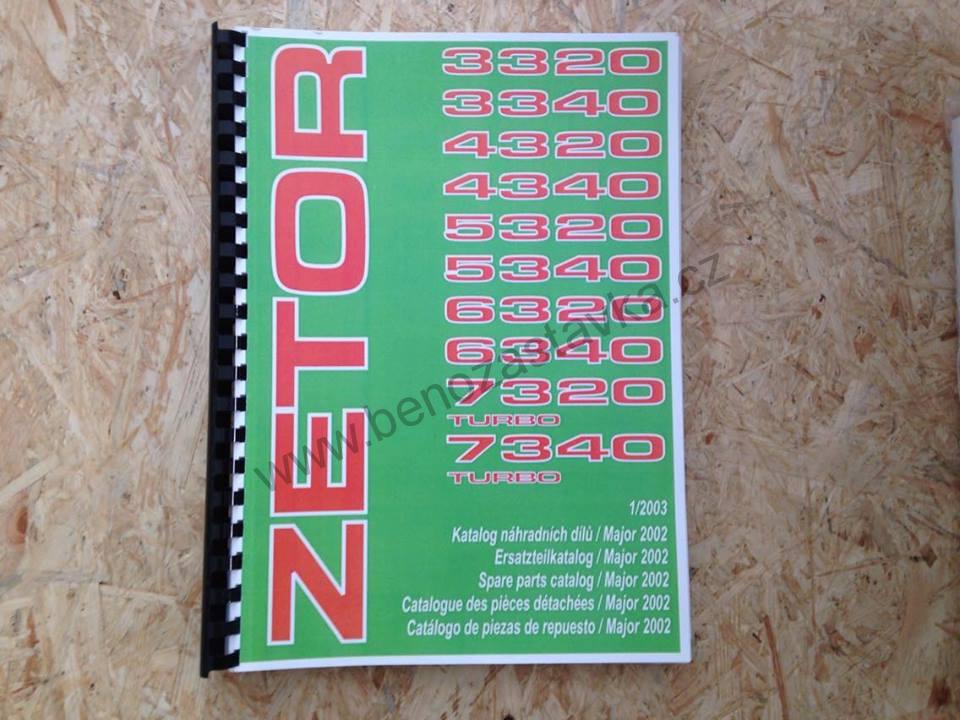 ZETOR
3320
3340
4320
4340
5320
5340
6320
6340
7320
TURBO
7340
TURBO
1/2003
Katalog náhradních dílů / Major 2002
Ersatzteilkatalog / Major 2002
Spare parts catalog / Major 2002
Catalogue des pièces détachées / Major 2002
Catálogo de piezas de repuesto / Major 2002
www.benozastavka.cz